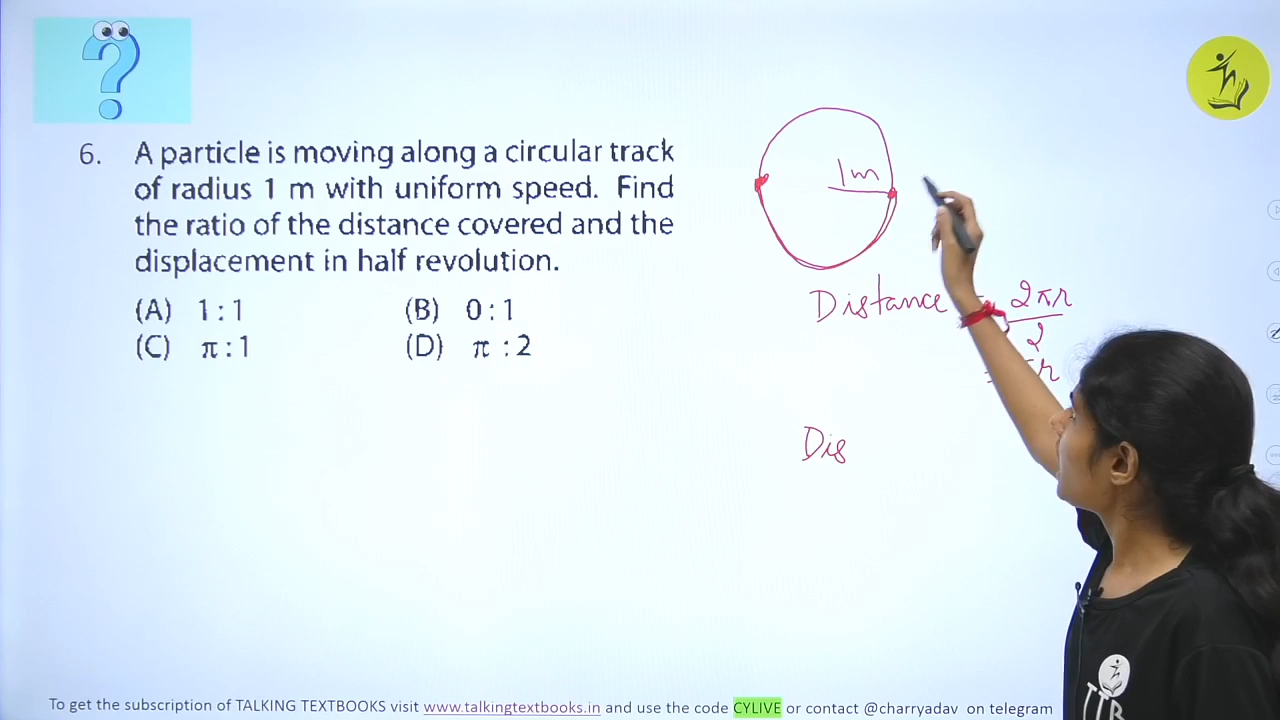 6. A particle is moving along a circular track
of radius 1 m with uniform speed. Find
the ratio of the distance covered and the
displacement in half revolution.
(A) 1 : 1 (B) 0 : 1
(C) π : 1 (D) π : 2
1m
Distance = 2πr
2
= πr
Dis
To get the subscription of TALKING TEXTBOOKS visit www.talkingtextbooks.in and use the code CYLIVE or contact @charryadav on telegram